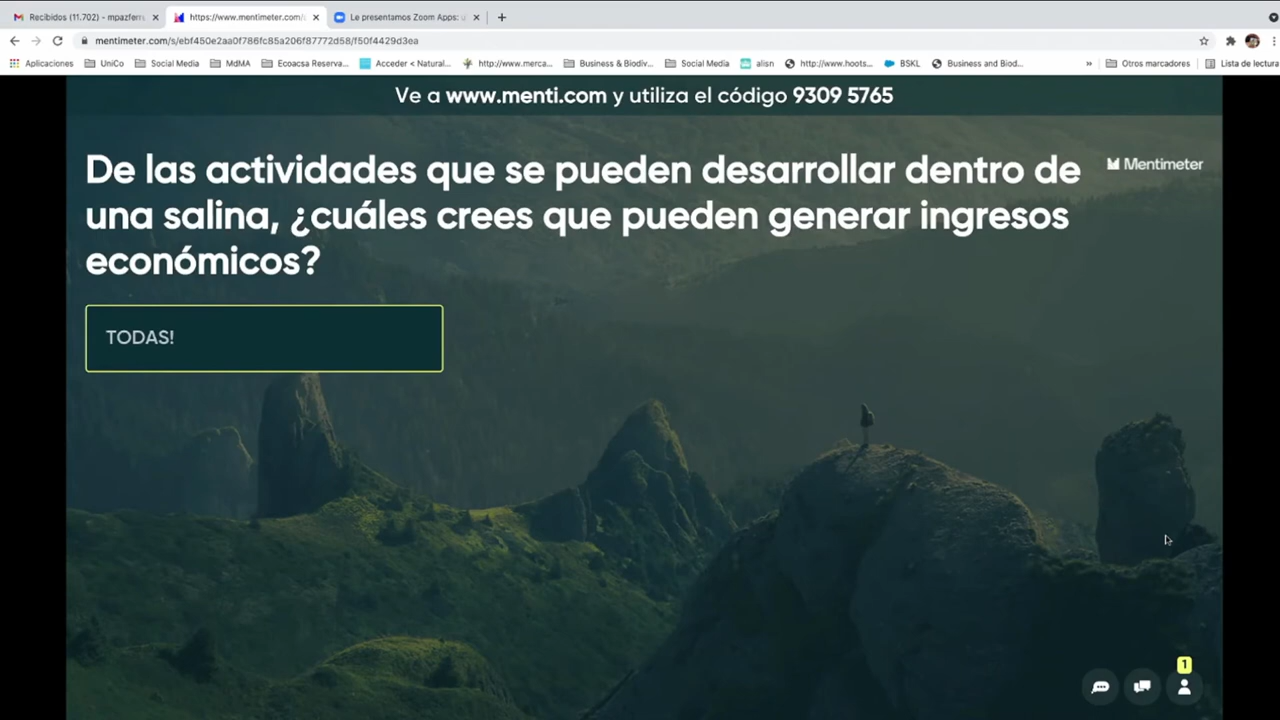 Recibidos (11.702) - mpazferr
https://www.mentimeter.com/
Le presentamos Zoom Apps: u
mentimeter.com/s/ebf450e2aa0f786fc85a206f87772d58/f50f4429d3ea
Aplicaciones
UniCo
Social Media
MdMA
Ecoacsa Reserva...
Acceder < Natural...
http://www.merca...
Business & Biodiv...
Social Media
alisn
http://www.hoots...
BSKL
Business and Biod...
»
Otros marcadores
Lista de lectura
Ve a www.menti.com y utiliza el código 9309 5765
De las actividades que se pueden desarrollar dentro de
una salina, ¿cuáles crees que pueden generar ingresos
económicos?
Mentimeter
TODAS!
1